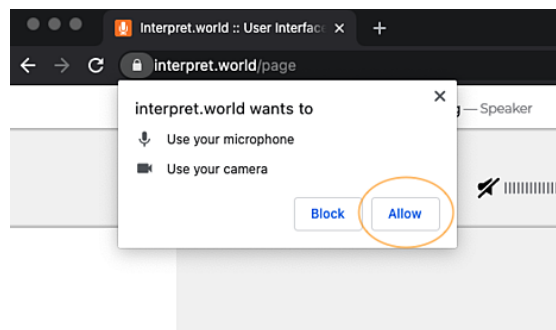 Interpret.world :: User Interface
interpret.world/page
interpret.world wants to
Use your microphone
Use your camera
Block
Allow
— Speaker